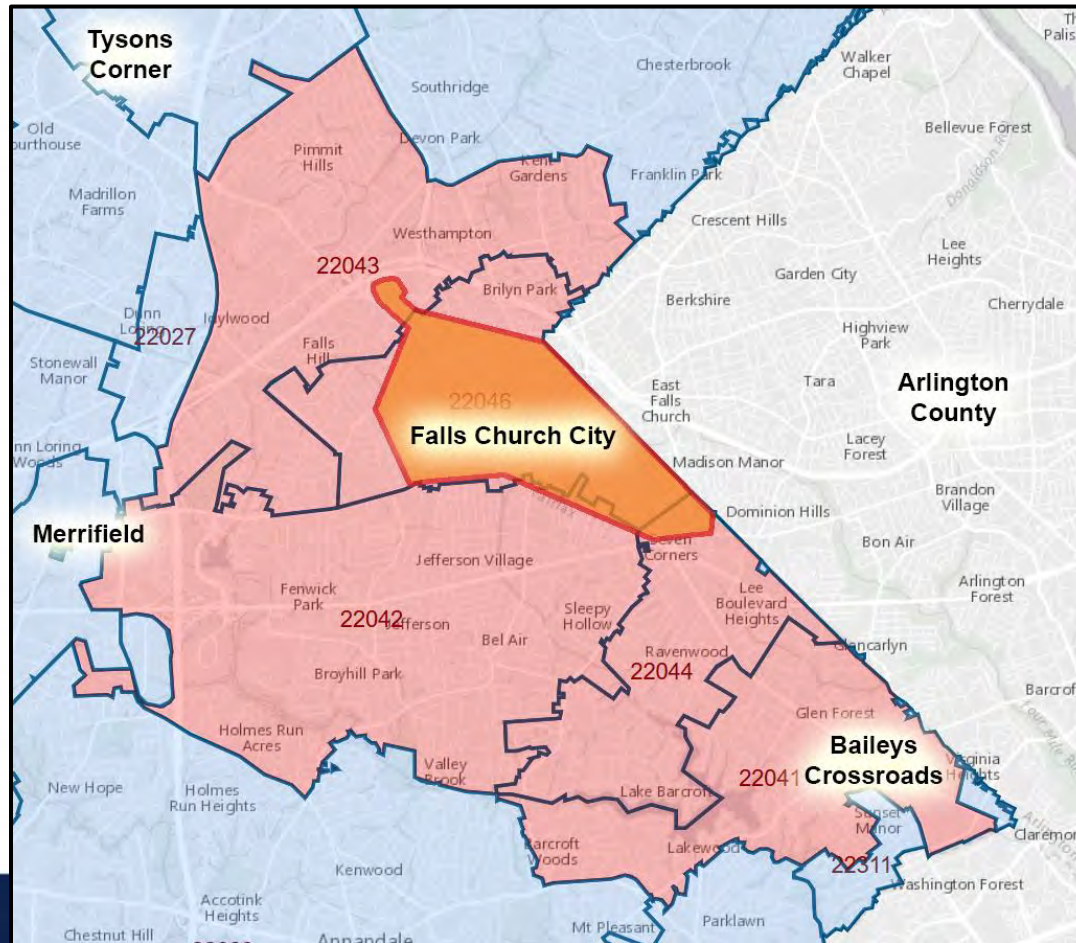 Tysons
Corner
Chesterbrook
Walker
Chapel
Southridge
Old
Devon Park
Bellevue Forest
Pimmit
Hills
Kent
Gardens
Franklin Park
Donaldson
Madrillon
Farms
Crescent Hills
Westhampton
Lee
Heights
22043
Garden City
Brilyn Park
Berkshire
Cherrydale
Dunn
Loring
22027
Idylwood
Highview
Park
Falls
Hill
Stonewall
Manor
East
Falls
Church
Tara
Arlington
County
22046
Falls Church City
Lacey
Forest
Loring
Woods
Madison Manor
Brandon
Village
Fairfax
Merrifield
Dominion Hills
Bon Air
Seven
Corners
Jefferson Village
Fenwick
Park
Lee
Boulevard
Heights
Arlington
Forest
22042
Jefferson
Sleepy
Hollow
Bel Air
Glencarlyn
Ravenwood
22044
Broyhill Park
Glen Forest
Holmes Run
Acres
Baileys
Crossroads
Valley
Brook
Virginia
Heights
22041
New Hope
Holmes
Run Heights
Lake Barcroft
Sunset
Manor
Barcroft
Woods
Lakewood
22311
Kenwood
Washington Forest
Accotink
Heights
Mt Pleasant
Parklawn
Chestnut Hill
Annandale